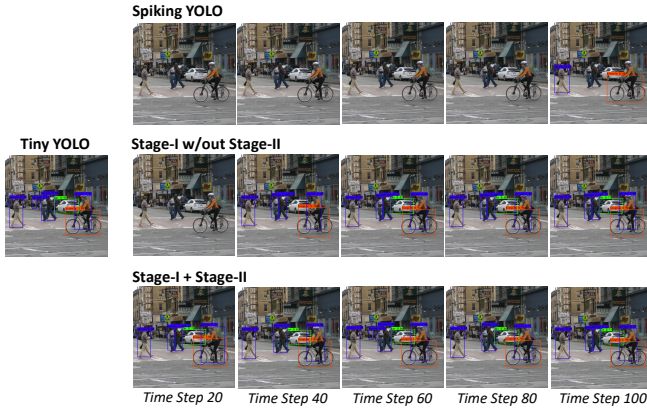 Spiking YOLO
Tiny YOLO
Stage-I w/out Stage-II
Stage-I + Stage-II
Time Step 20
Time Step 40
Time Step 60
Time Step 80
Time Step 100